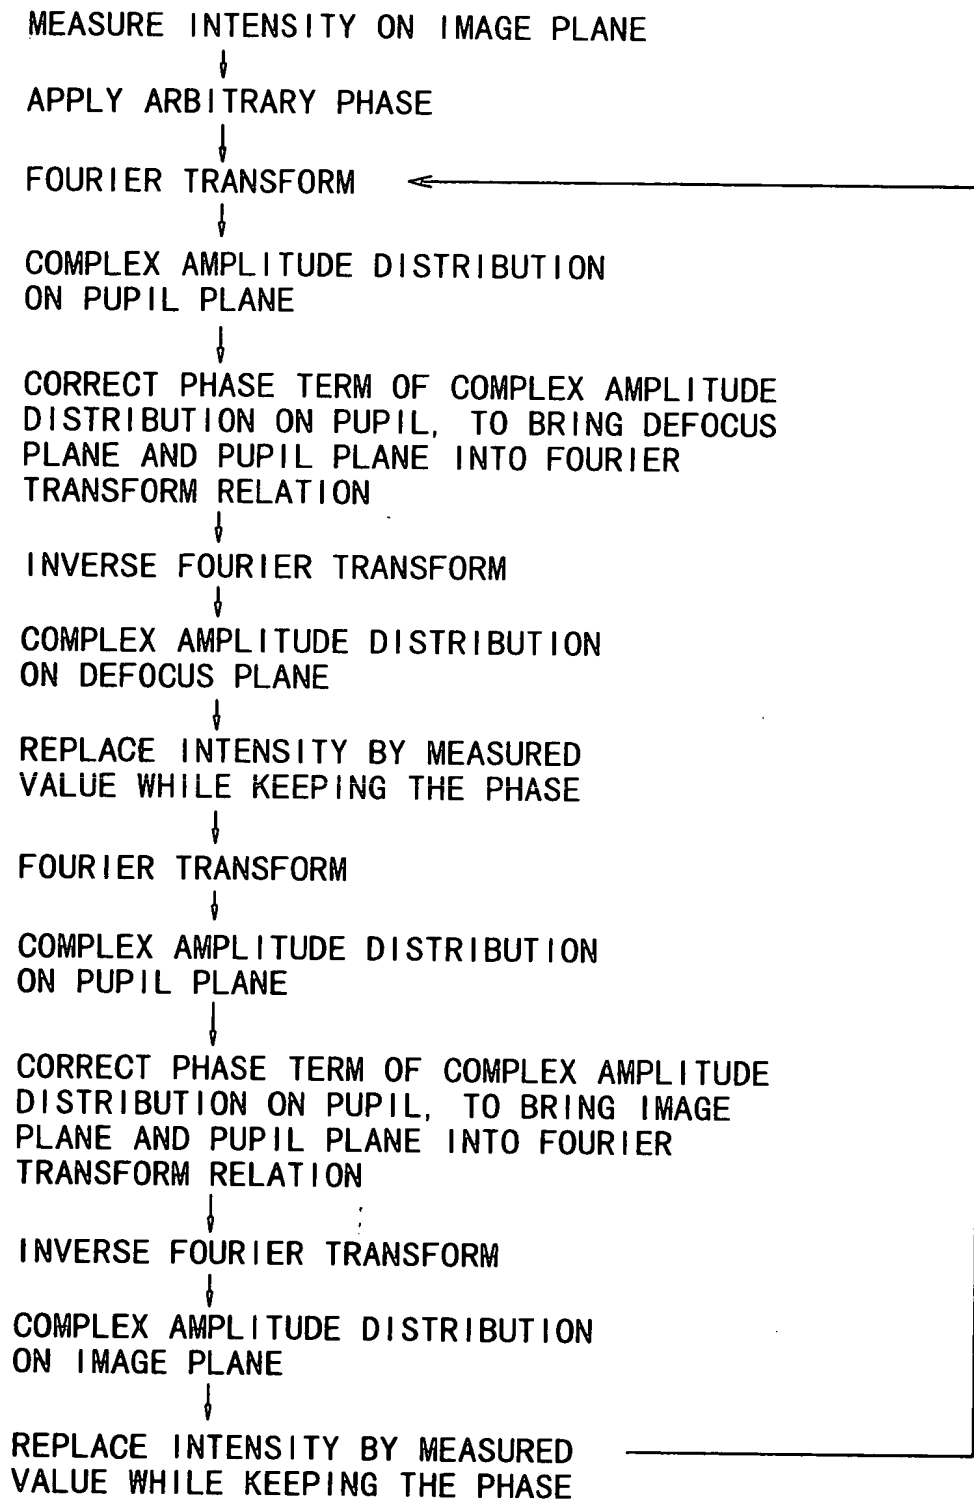 MEASURE INTENSITY ON IMAGE PLANE
APPLY ARBITRARY PHASE
FOURIER TRANSFORM
COMPLEX AMPLITUDE DISTRIBUTION
ON PUPIL PLANE
CORRECT PHASE TERM OF COMPLEX AMPLITUDE
DISTRIBUTION ON PUPIL, TO BRING DEFOCUS
PLANE AND PUPIL PLANE INTO FOURIER
TRANSFORM RELATION
INVERSE FOURIER TRANSFORM
COMPLEX AMPLITUDE DISTRIBUTION
ON DEFOCUS PLANE
REPLACE INTENSITY BY MEASURED
VALUE WHILE KEEPING THE PHASE
FOURIER TRANSFORM
COMPLEX AMPLITUDE DISTRIBUTION
ON PUPIL PLANE
CORRECT PHASE TERM OF COMPLEX AMPLITUDE
DISTRIBUTION ON PUPIL, TO BRING IMAGE
PLANE AND PUPIL PLANE INTO FOURIER
TRANSFORM RELATION
INVERSE FOURIER TRANSFORM
COMPLEX AMPLITUDE DISTRIBUTION
ON IMAGE PLANE
REPLACE INTENSITY BY MEASURED
VALUE WHILE KEEPING THE PHASE